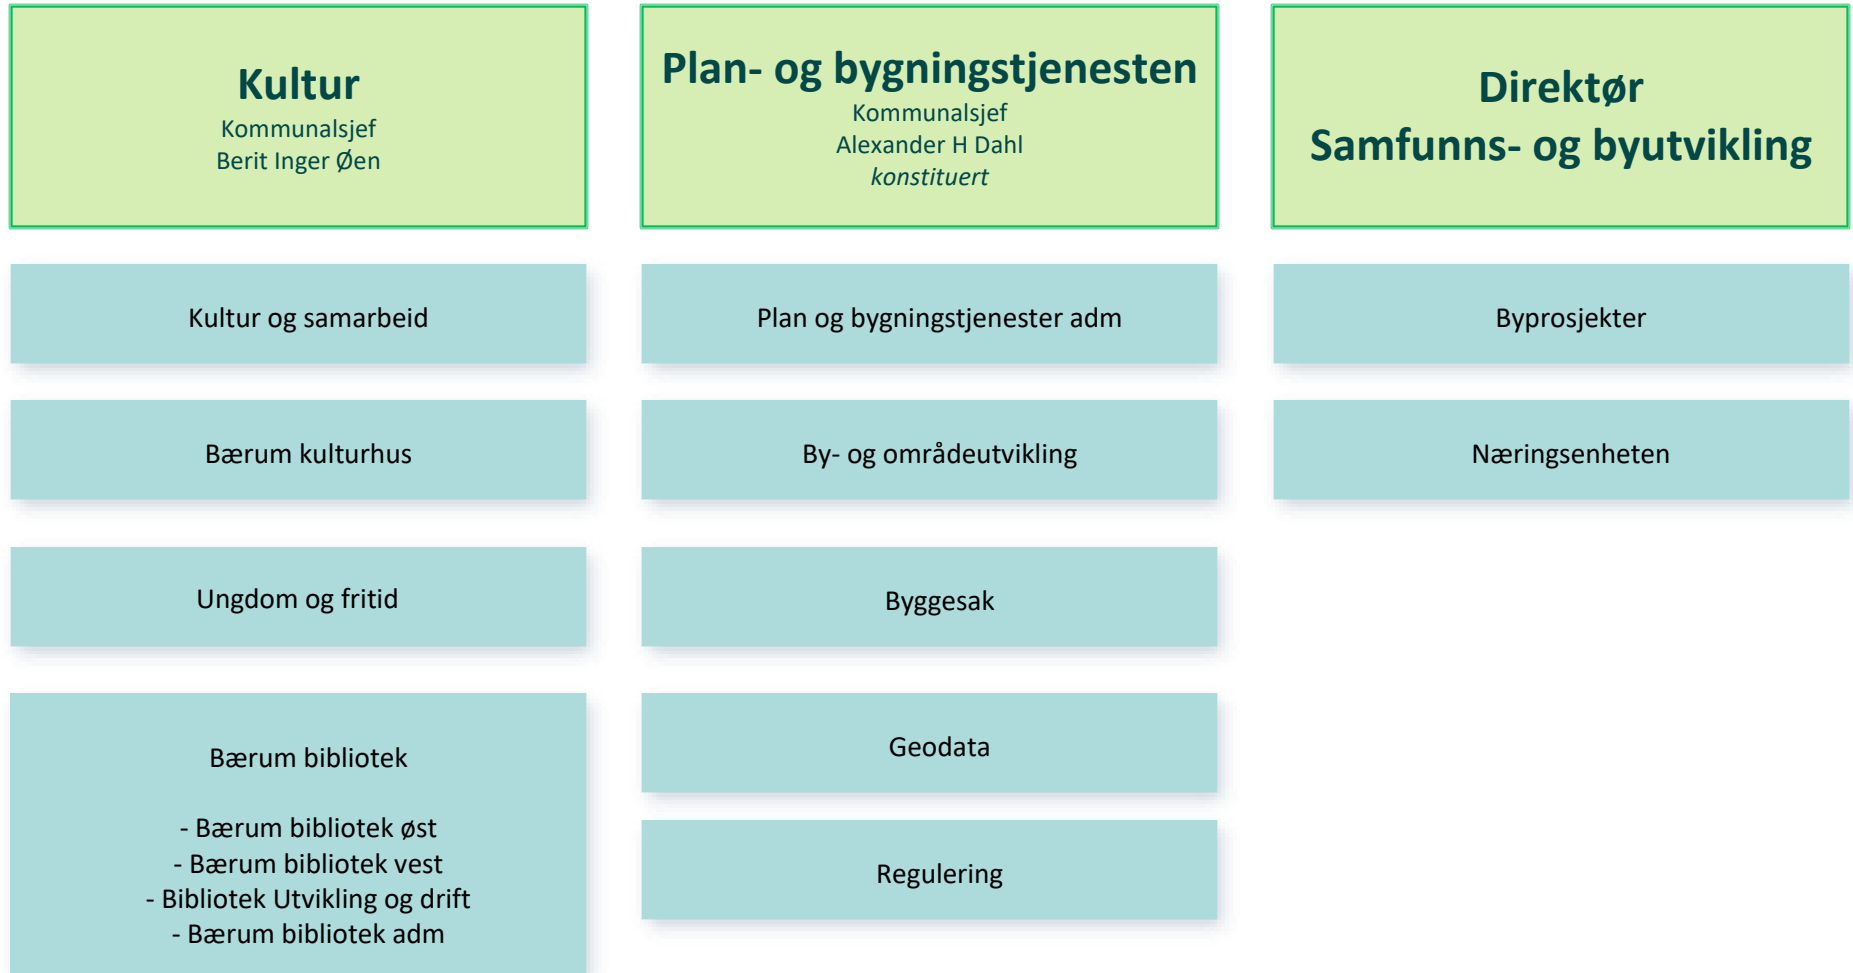 Kultur
Kommunalsjef
Berit Inger Øen
Kultur og samarbeid
Bærum kulturhus
Ungdom og fritid
Bærum bibliotek
- Bærum bibliotek øst
- Bærum bibliotek vest
- Bibliotek Utvikling og drift
- Bærum bibliotek adm
Plan- og bygningstjenesten
Kommunalsjef
Alexander H Dahl
konstituert
Plan og bygningstjenester adm
By- og områdeutvikling
Byggesak
Geodata
Regulering
Direktør
Samfunns- og byutvikling
Byprosjekter
Næringsenheten